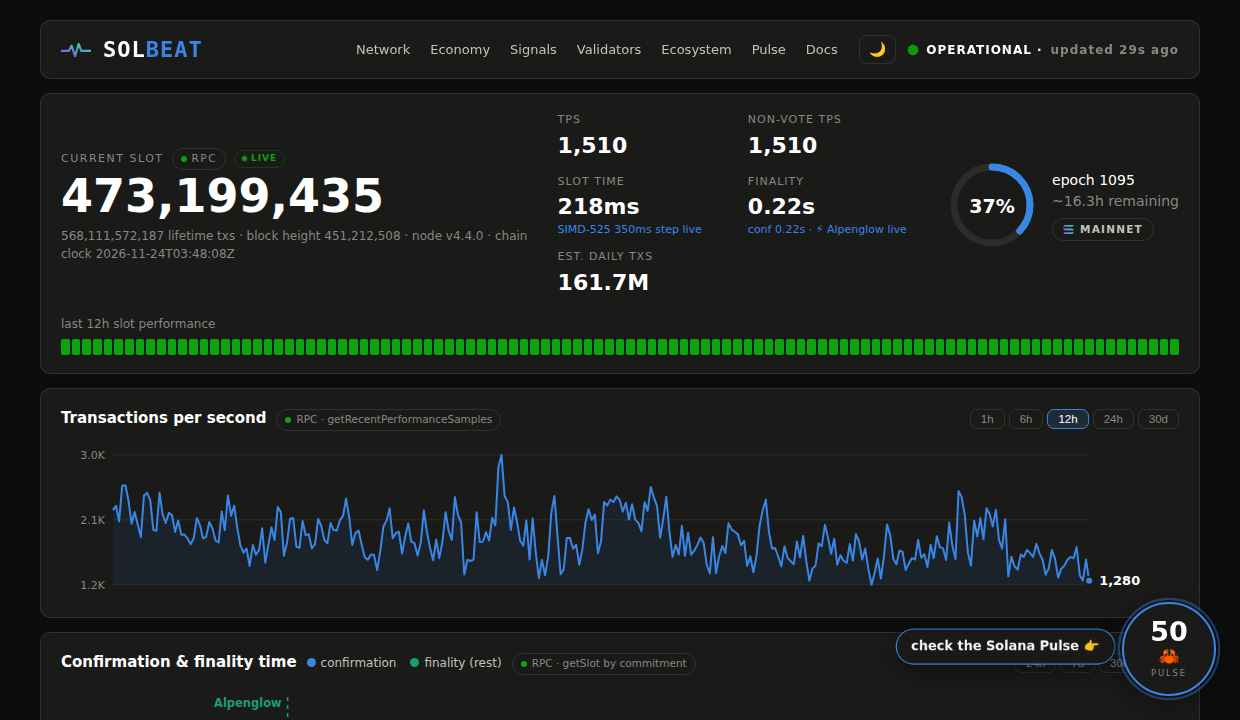 SOLBEAT
Network Economy Signals Validators Ecosystem Pulse Docs
OPERATIONAL · updated 29s ago
CURRENT SLOT RPC LIVE
473,199,435
568,111,572,187 lifetime txs · block height 451,212,508 · node v4.4.0 · chain
clock 2026-11-24T03:48:08Z
TPS
1,510
NON-VOTE TPS
1,510
SLOT TIME
218ms
SIMD-525 350ms step live
FINALITY
0.22s
conf 0.22s · ⚡ Alpenglow live
EST. DAILY TXS
161.7M
37%
epoch 1095
~16.3h remaining
MAINNET
last 12h slot performance
Transactions per second RPC · getRecentPerformanceSamples
1h 6h 12h 24h 30d
3.0K
2.1K
1.2K
1,280
Confirmation & finality time confirmation finality (rest) RPC · getSlot by commitment
check the Solana Pulse 👉
50
PULSE
Alpenglow